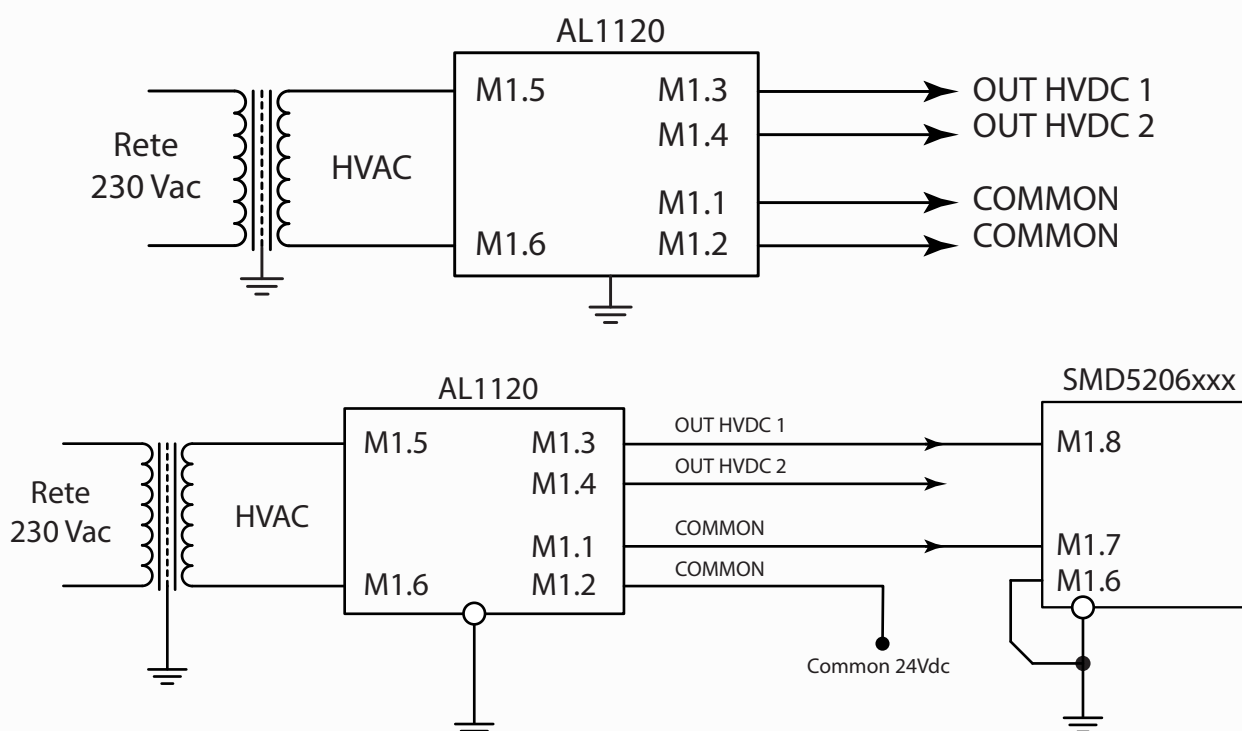 AL1120
M1.5 M1.3 OUT HVDC 1
M1.4 OUT HVDC 2
Rete
230 Vac
HVAC
M1.1 COMMON
M1.6 M1.2 COMMON
AL1120
SMD5206xxx
M1.5 M1.3 OUT HVDC 1 M1.8
M1.4 OUT HVDC 2
Rete
230 Vac
HVAC
M1.1 COMMON M1.7
M1.6 M1.2 COMMON M1.6
Common 24Vdc